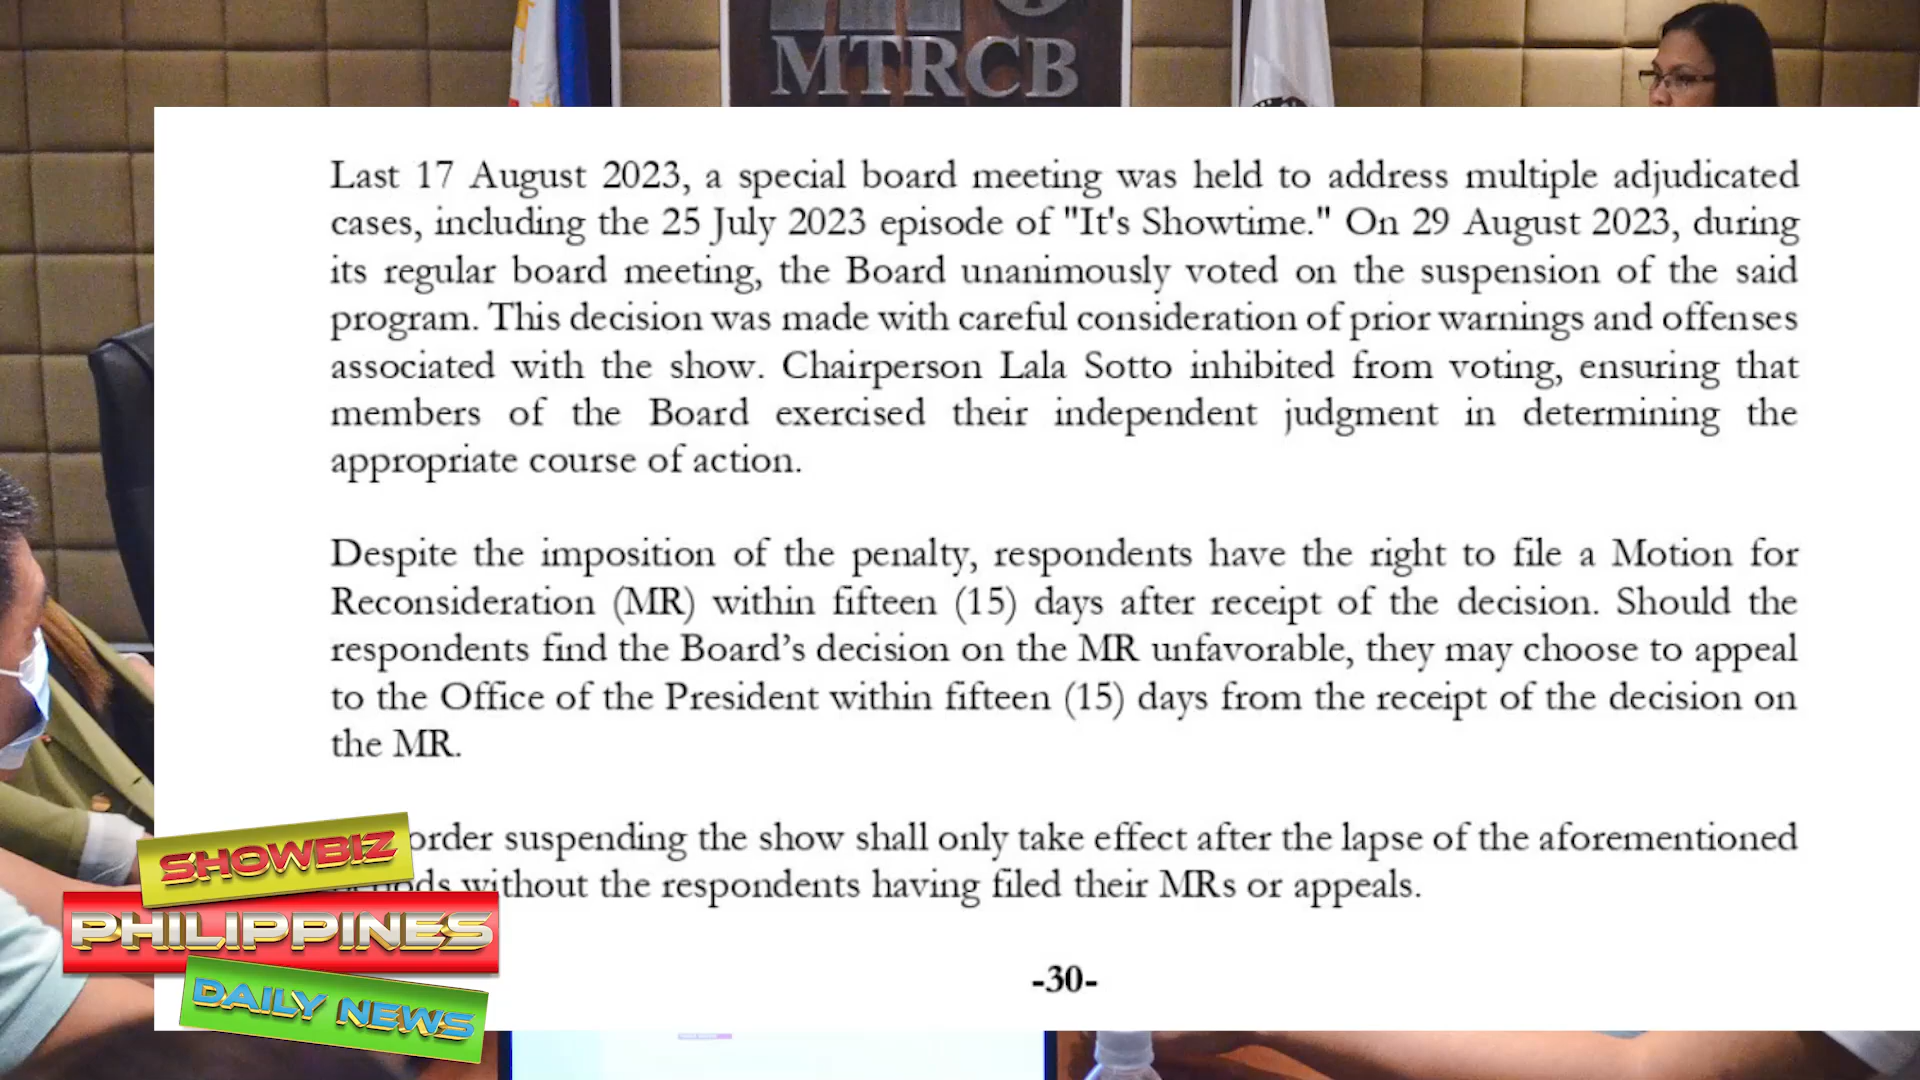 MTRCB
Last 17 August 2023, a special board meeting was held to address multiple adjudicated
cases, including the 25 July 2023 episode of "It's Showtime." On 29 August 2023, during
its regular board meeting, the Board unanimously voted on the suspension of the said
program. This decision was made with careful consideration of prior warnings and offenses
associated with the show. Chairperson Lala Sotto inhibited from voting, ensuring that
members of the Board exercised their independent judgment in determining the
appropriate course of action.
Despite the imposition of the penalty, respondents have the right to file a Motion for
Reconsideration (MR) within fifteen (15) days after receipt of the decision. Should the
respondents find the Board’s decision on the MR unfavorable, they may choose to appeal
to the Office of the President within fifteen (15) days from the receipt of the decision on
the MR.
order suspending the show shall only take effect after the lapse of the aforementioned
without the respondents having filed their MRs or appeals.
-30-
SHOWBIZ
PHILIPPINES
DAILY NEWS